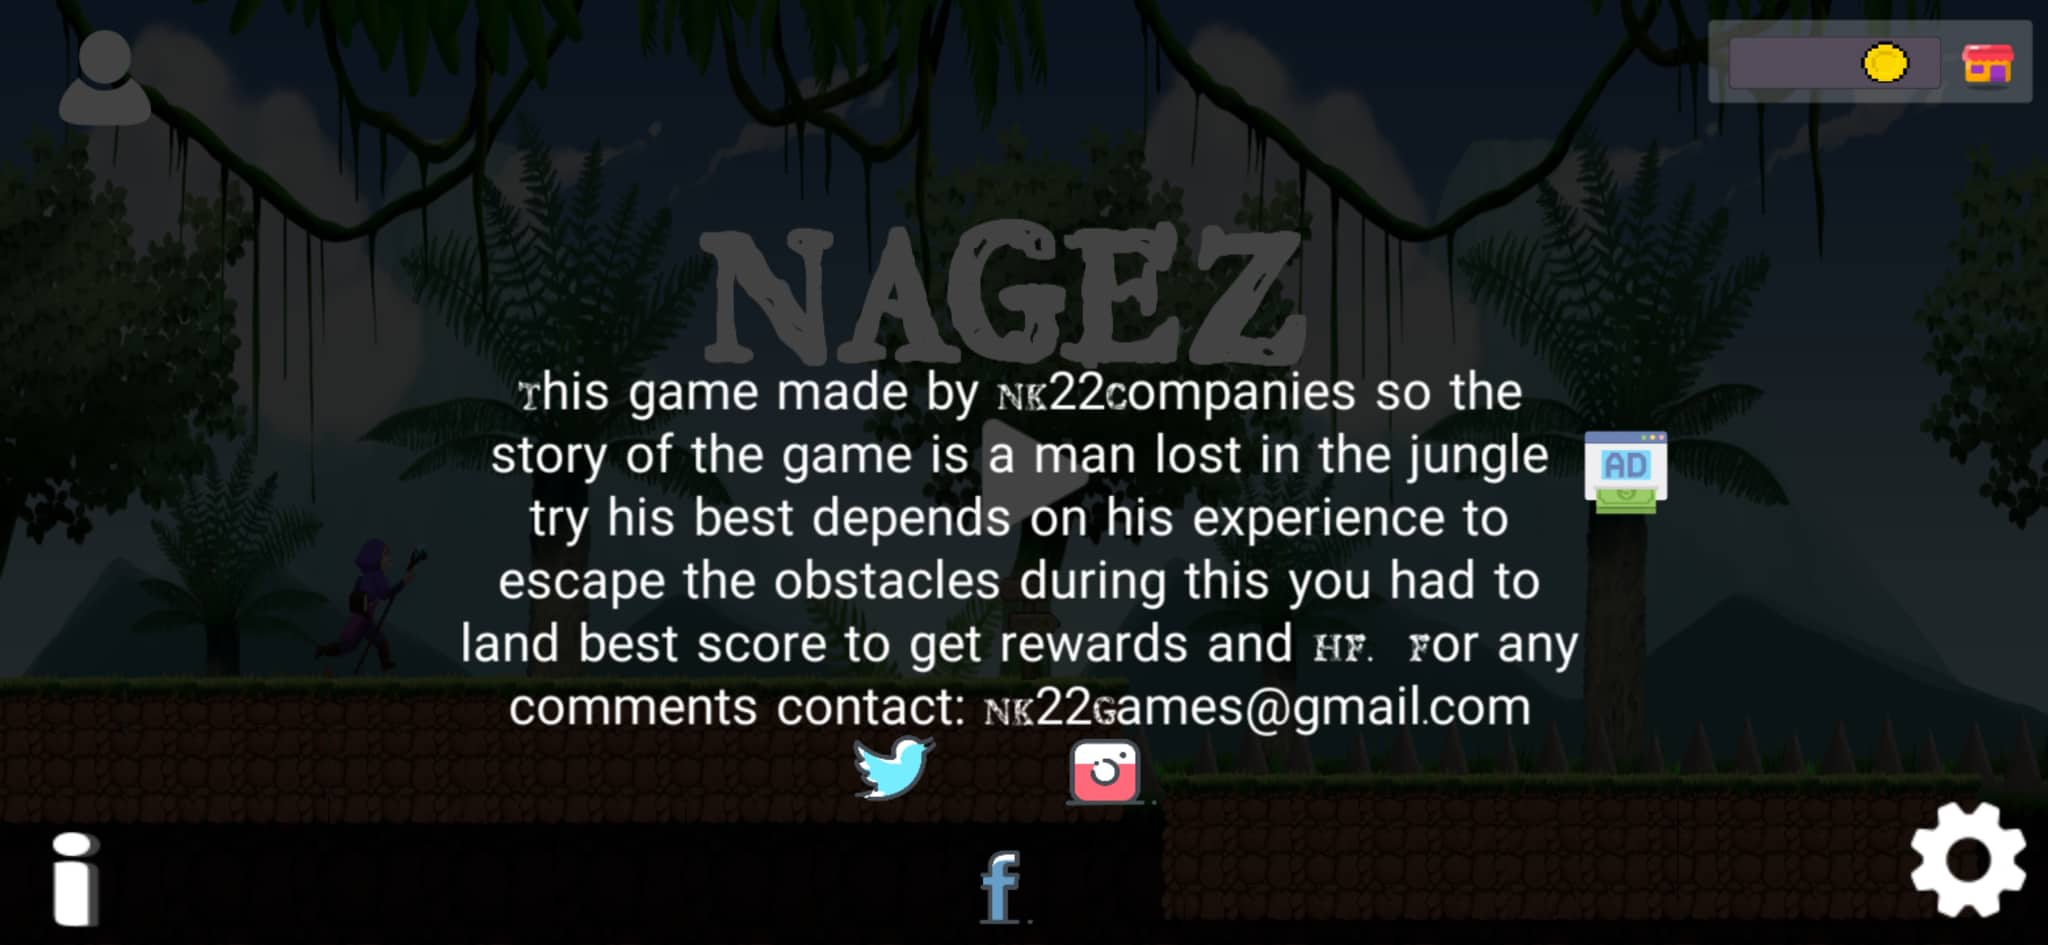 NAGEZ
This game made by NK22Companies so the
story of the game is a man lost in the jungle
try his best depends on his experience to
escape the obstacles during this you had to
land best score to get rewards and HF. For any
comments contact: NK22Games@gmail.com
AD